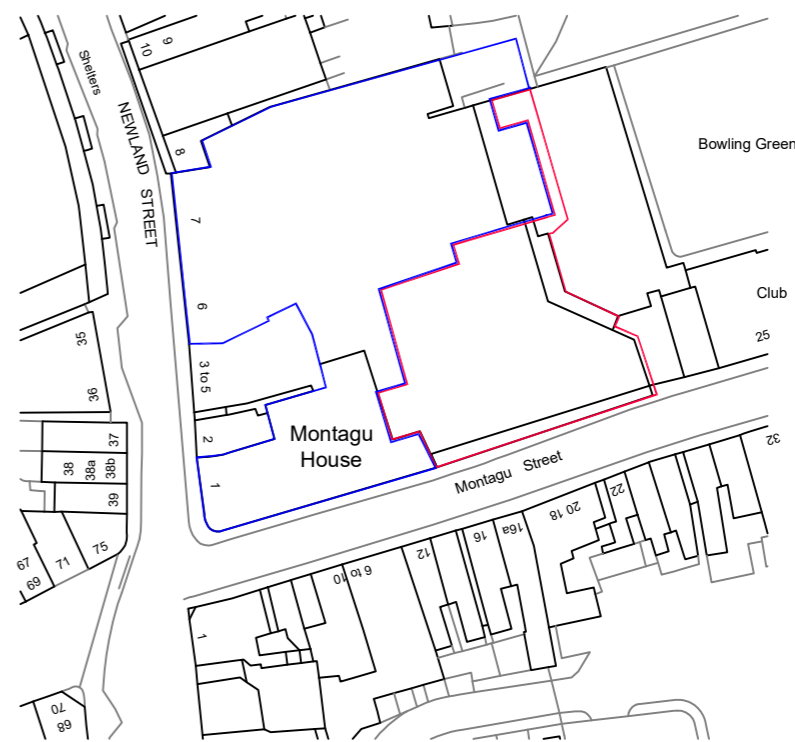 9
10
Shelters
NEWLAND STREET
8
Bowling Green
7
6
Club
25
35
36
3 to 5
2
Montagu
House
1
Montagu Street
37
38
38a
38b
39
32
22
20 18
16a
16
12
6 to 10
75
71
67
69
1
70
68